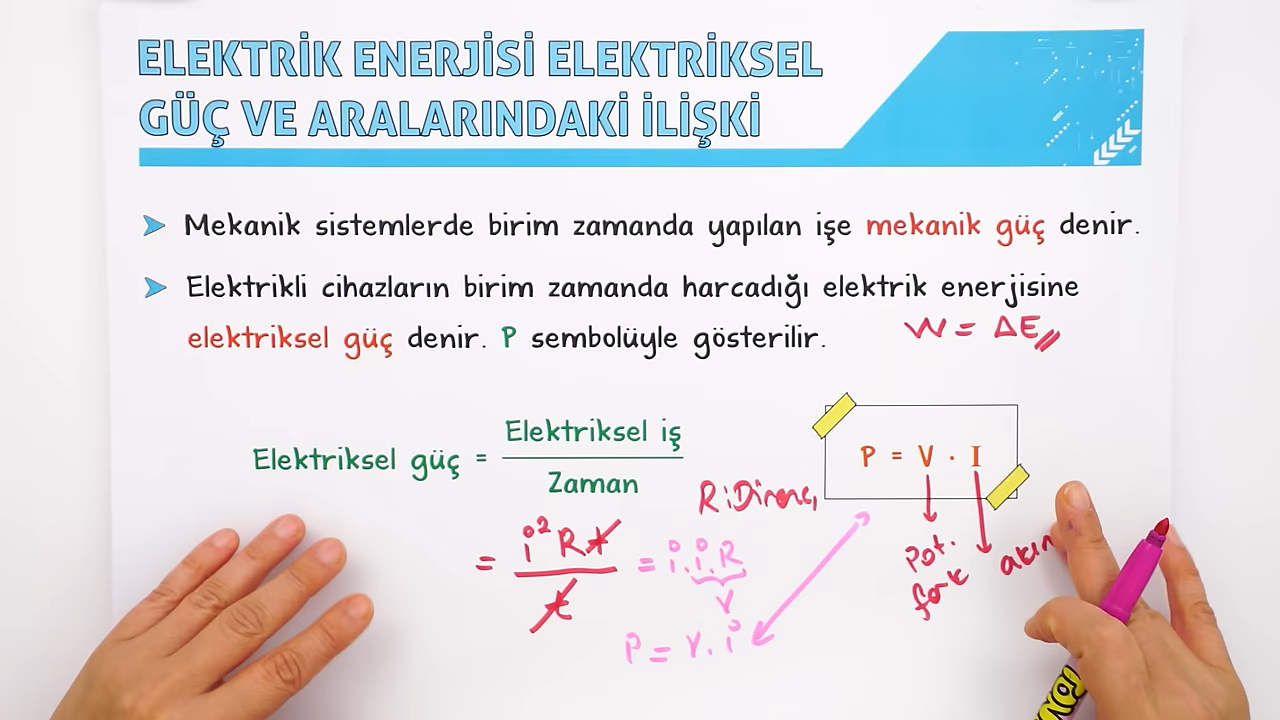 ELEKTRİK ENERJİSİ ELEKTRİKSEL
GÜÇ VE ARALARINDAKİ İLİŞKİ
Mekanik sistemlerde birim zamanda yapılan işe mekanik güç denir.
Elektrikli cihazların birim zamanda harcadığı elektrik enerjisine
elektriksel güç denir. P sembolüyle gösterilir.
W = ΔE
Elektriksel güç = Elektriksel iş
Zaman
P = V . I
R : Direnç
= i² R t
t
= i . i . R
V
P = V . i
Pot.
fark
akım